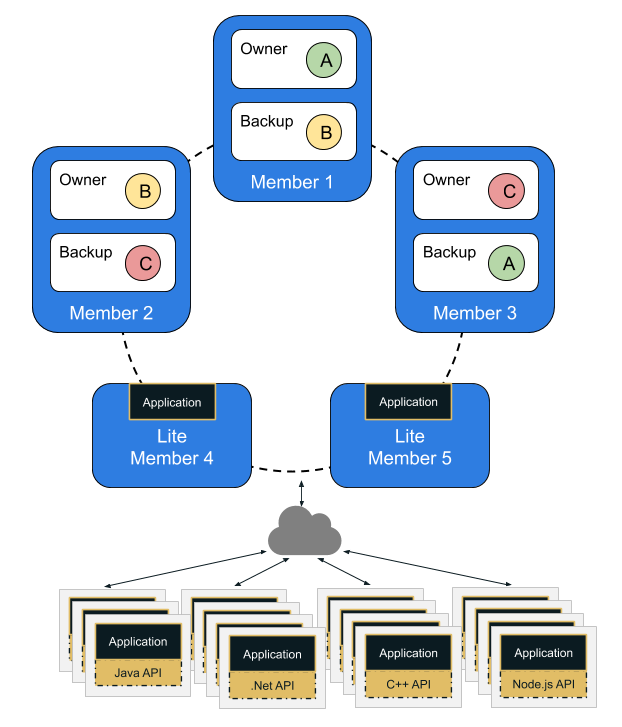 Owner
A
Backup
B
Member 1
Owner
B
Backup
C
Member 2
Owner
C
Backup
A
Member 3
Application
Lite
Member 4
Application
Lite
Member 5
Application
Java API
Application
.Net API
Application
C++ API
Application
Node.js API